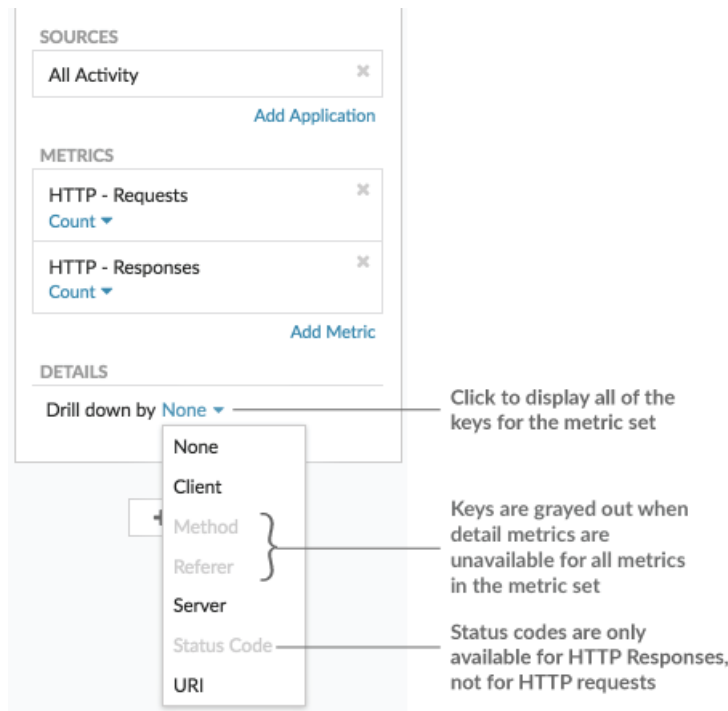 SOURCES
All Activity
Add Application
METRICS
HTTP - Requests
Count
HTTP - Responses
Count
Add Metric
DETAILS
Drill down by None
None
Client
Method
Referer
Server
Status Code
URI
Click to display all of the
keys for the metric set
Keys are grayed out when
detail metrics are
unavailable for all metrics
in the metric set
Status codes are only
available for HTTP Responses,
not for HTTP requests